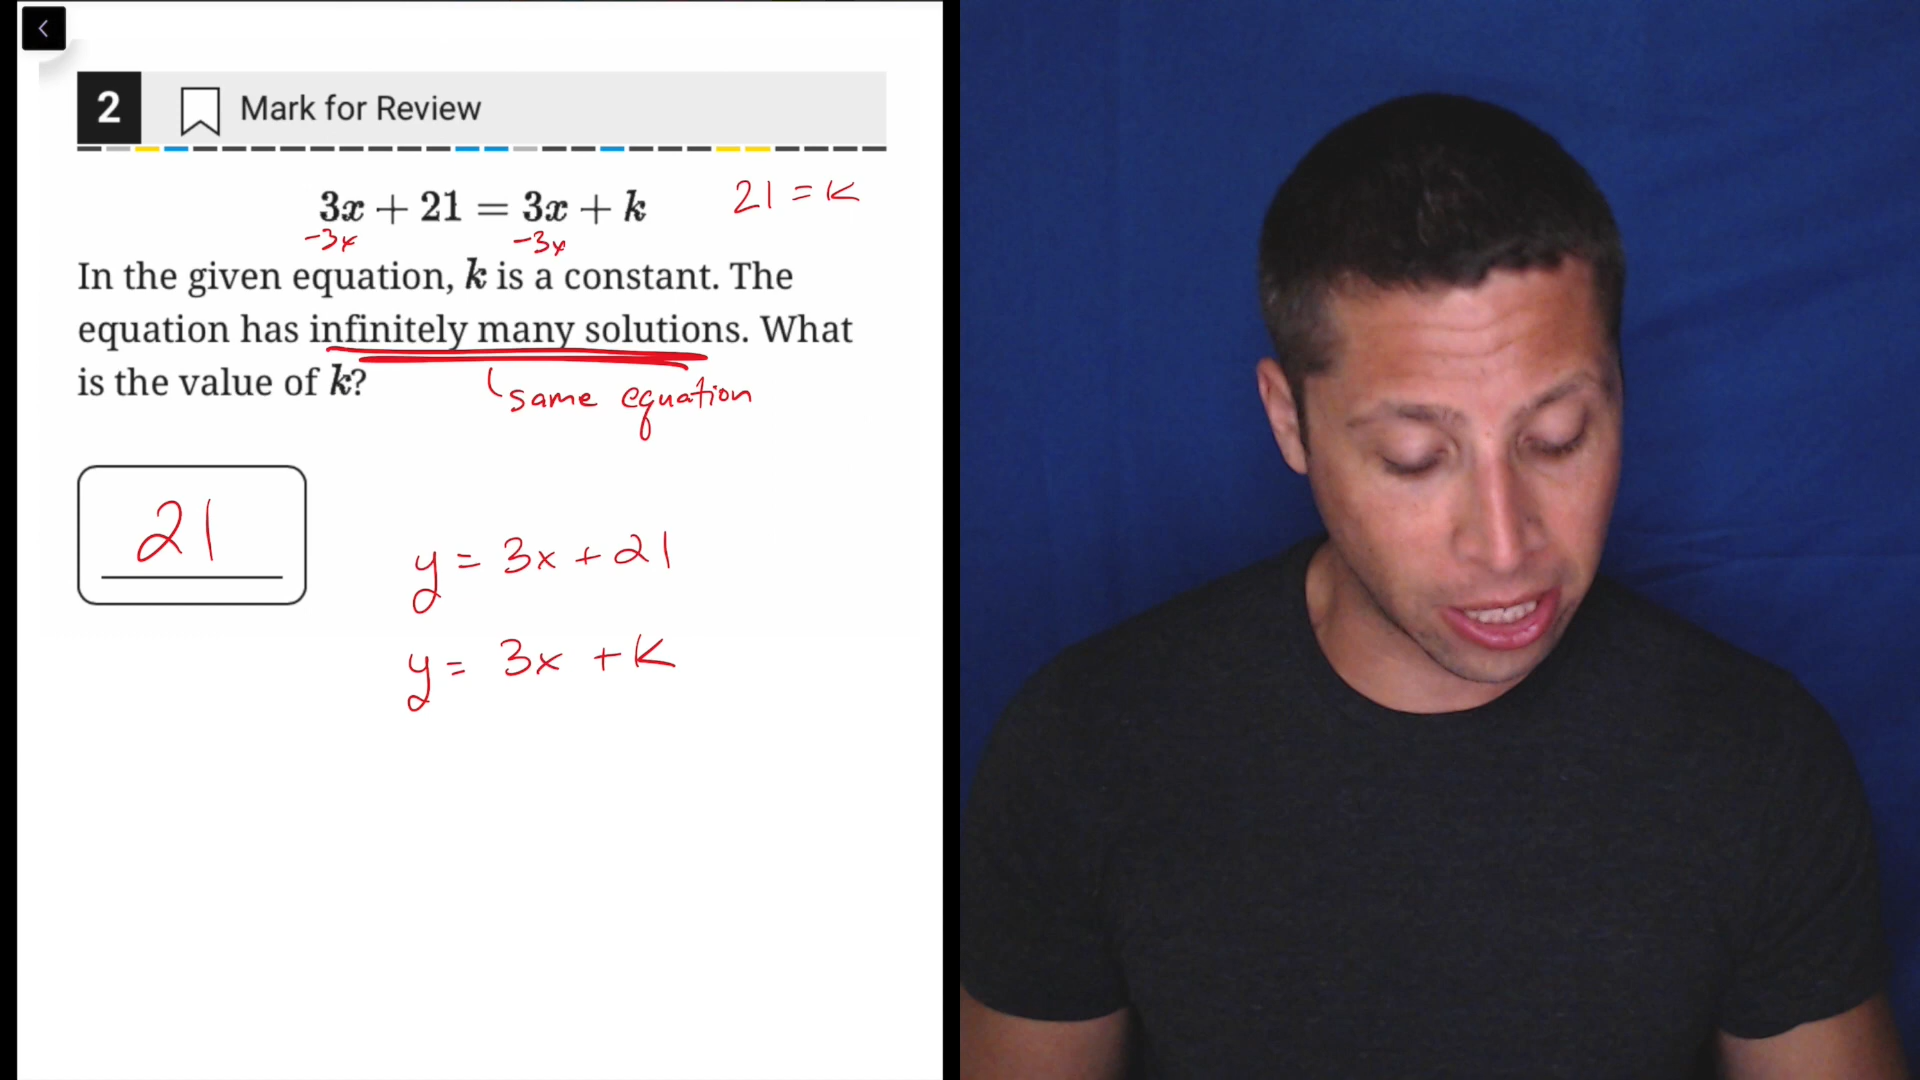 2 Mark for Review
3x + 21 = 3x + k 21 = k
-3x -3x
In the given equation, k is a constant. The
equation has infinitely many solutions. What
is the value of k?
same equation
21
y = 3x + 21
y = 3x + k